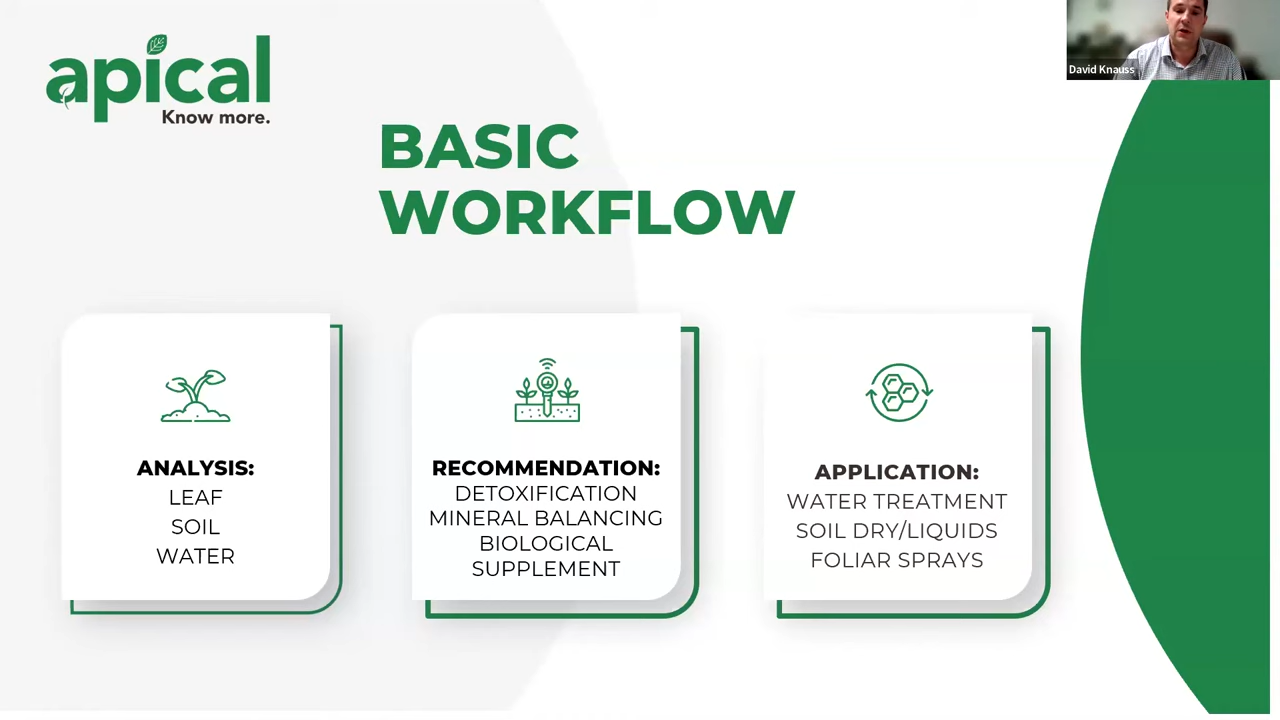 apical
Know more.
David Knauss
BASIC
WORKFLOW
ANALYSIS:
LEAF
SOIL
WATER
RECOMMENDATION:
DETOXIFICATION
MINERAL BALANCING
BIOLOGICAL
SUPPLEMENT
APPLICATION:
WATER TREATMENT
SOIL DRY/LIQUIDS
FOLIAR SPRAYS